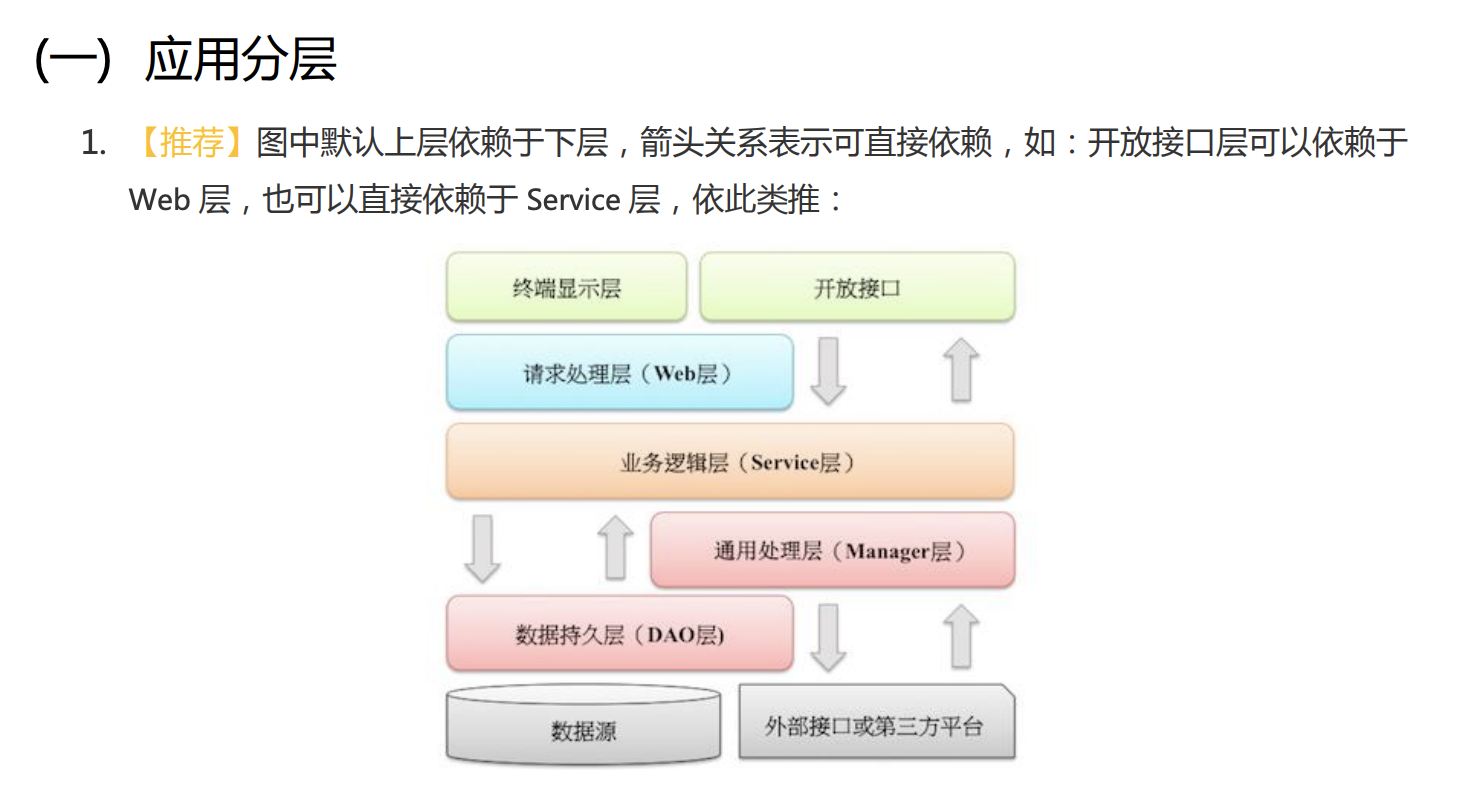 (一) 应用分层
1. 【推荐】图中默认上层依赖于下层，箭头关系表示可直接依赖，如：开放接口层可以依赖于
Web 层，也可以直接依赖于 Service 层，依此类推：
终端显示层 开放接口
请求处理层（Web层）
业务逻辑层（Service层）
通用处理层（Manager层）
数据持久层（DAO层)
数据源 外部接口或第三方平台